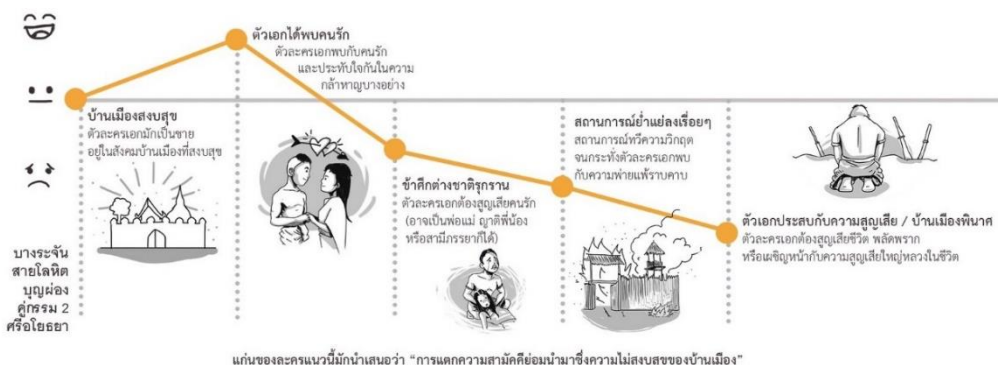 ตัวเอกได้พบคนรัก
ตัวละครเอกพบกับคนรัก
และประทับใจกันในความ
กล้าหาญบางอย่าง
บ้านเมืองสงบสุข
ตัวละครเอกมักเป็นชาย
อยู่ในสังคมบ้านเมืองที่สงบสุข
ข้าศึกต่างชาติรุกราน
ตัวละครเอกต้องสูญเสียคนรัก
(อาจเป็นพ่อแม่ ญาติพี่น้อง
หรือสามีภรรยาก็ได้)
สถานการณ์ย่ำแย่ลงเรื่อยๆ
สถานการณ์ทวีความวิกฤต
จนกระทั่งตัวละครเอกพบ
กับความพ่ายแพ้ราบคาบ
ตัวเอกประสบกับความสูญเสีย / บ้านเมืองพินาศ
ตัวละครเอกต้องสูญเสียชีวิต พลัดพราก
หรือเผชิญหน้ากับความสูญเสียใหญ่หลวงในชีวิต
บางระจัน
สายโลหิต
บุญผ่อง
คู่กรรม 2
ศรีอโยธยา
แก่นของละครแนวนี้มักนำเสนอว่า “การแตกความสามัคคีย่อมนำมาซึ่งความไม่สงบสุขของบ้านเมือง”